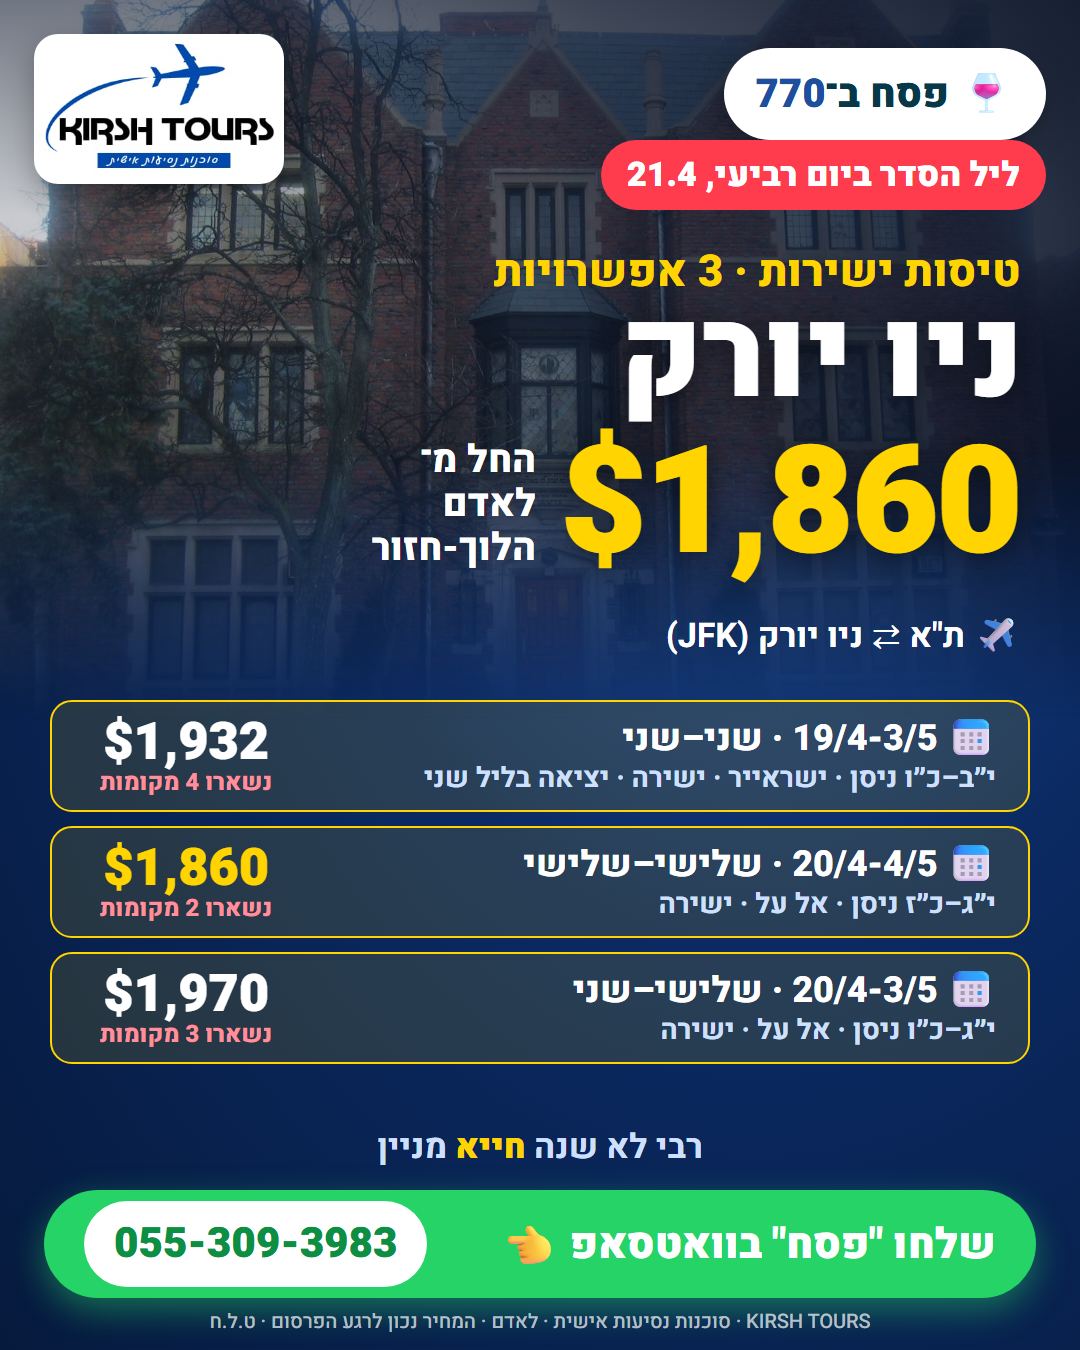 KIRSH TOURS
סוכנות נסיעות אישית
פסח ב־770
ליל הסדר ביום רביעי, 21.4
טיסות ישירות · 3 אפשרויות
ניו יורק
$1,860
החל מ־
לאדם
הלוך-חזור
ת"א ⇄ ניו יורק (JFK)
19/4-3/5 · שני–שני
$1,932
י״ב–כ״ו ניסן · ישראייר · ישירה · יציאה בליל שני
נשארו 4 מקומות
20/4-4/5 · שלישי–שלישי
$1,860
י״ג–כ״ז ניסן · אל על · ישירה
נשארו 2 מקומות
20/4-3/5 · שלישי–שני
$1,970
י״ג–כ״ו ניסן · אל על · ישירה
נשארו 3 מקומות
רבי לא שנה חייא מניין
שלחו "פסח" בוואטסאפ 👈 055-309-3983
KIRSH TOURS · סוכנות נסיעות אישית · לאדם · המחיר נכון לרגע הפרסום · ט.ל.ח